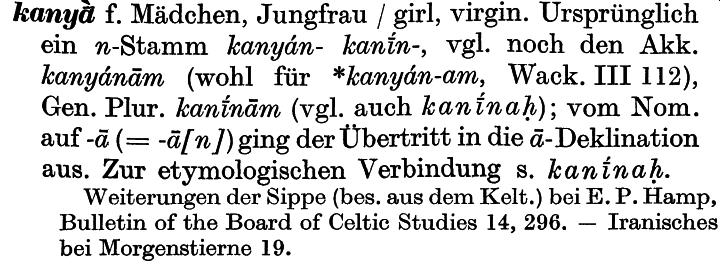 kanyā̀ f. Mädchen, Jungfrau / girl, virgin. Ursprünglich
ein n-Stamm kanyán- kanī́n-, vgl. noch den Akk.
kanyánām (wohl für *kanyán-am, Wack. III 112),
Gen. Plur. kanī́nām (vgl. auch kanī́naḥ); vom Nom.
auf -ā (= -ā[n]) ging der Übertritt in die ā-Deklination
aus. Zur etymologischen Verbindung s. kanī́naḥ.
Weiterungen der Sippe (bes. aus dem Kelt.) bei E. P. Hamp,
Bulletin of the Board of Celtic Studies 14, 296. — Iranisches
bei Morgenstierne 19.